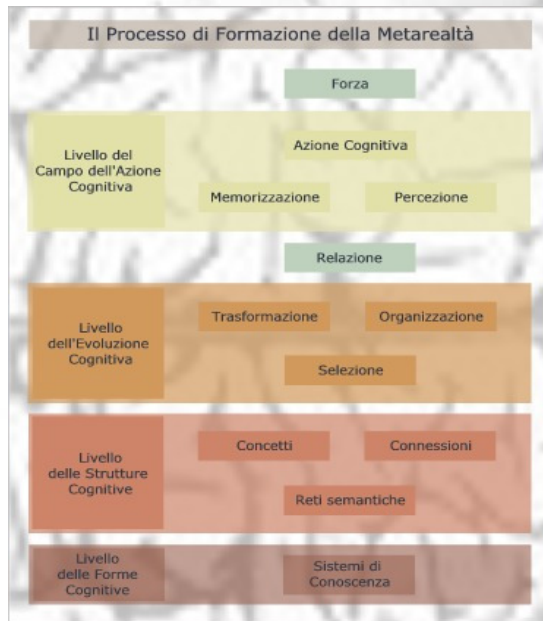 Il Processo di Formazione della Metarealtà
Forza
Livello del
Campo dell'Azione
Cognitiva
Azione Cognitiva
Memorizzazione
Percezione
Relazione
Livello
dell'Evoluzione
Cognitiva
Trasformazione
Organizzazione
Selezione
Livello
delle Strutture
Cognitive
Concetti
Connessioni
Reti semantiche
Livello
delle Forme
Cognitive
Sistemi di
Conoscenza